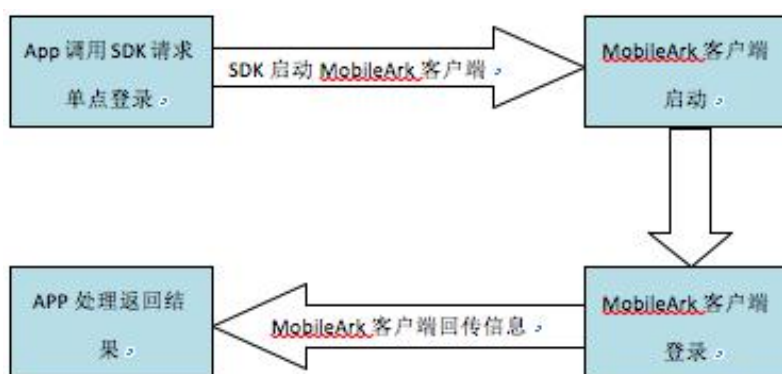 App 调用 SDK 请求
单点登录
SDK 启动 MobileArk 客户端
MobileArk 客户端
启动
APP 处理返回结
果
MobileArk 客户端回传信息
MobileArk 客户端
登录